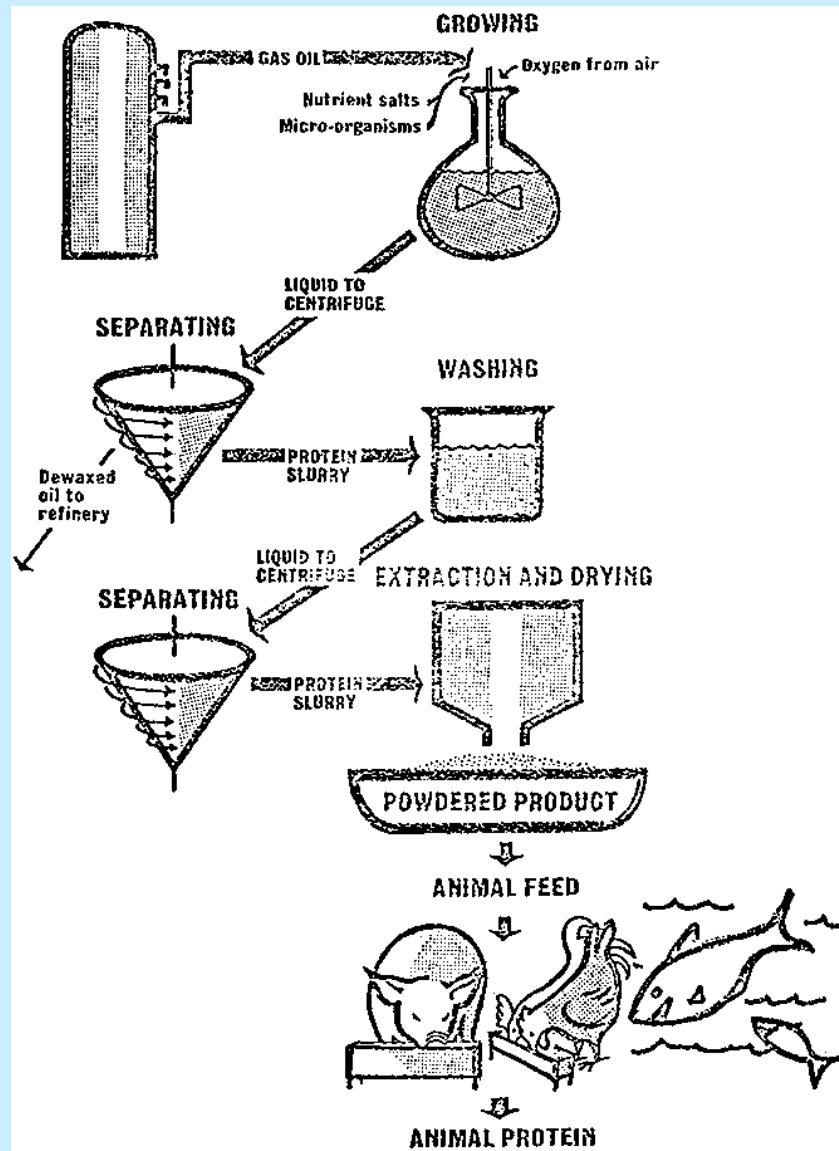 GROWING
GAS OIL
Oxygen from air
Nutrient salts
Micro-organisms
LIQUID TO
CENTRIFUGE
SEPARATING
WASHING
PROTEIN
SLURRY
Dewaxed
oil to
refinery
LIQUID TO
CENTRIFUGE
EXTRACTION AND DRYING
SEPARATING
PROTEIN
SLURRY
POWDERED PRODUCT
ANIMAL FEED
ANIMAL PROTEIN